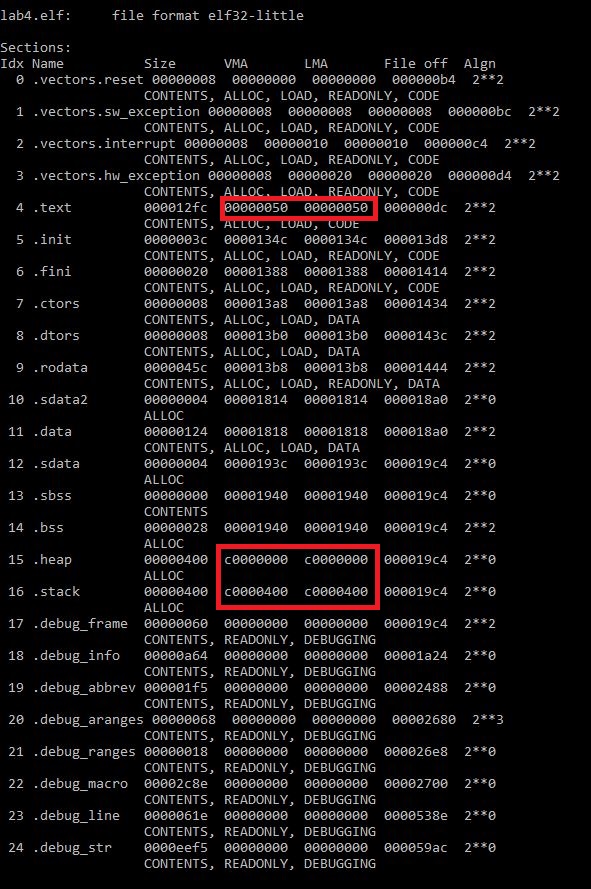 lab4.elf:     file format elf32-little
Sections:
Idx Name          Size      VMA       LMA       File off  Algn
  0 .vectors.reset 00000008  00000000  00000000  000000b4  2**2
                  CONTENTS, ALLOC, LOAD, READONLY, CODE
  1 .vectors.sw_exception 00000008  00000008  00000008  000000bc  2**2
                  CONTENTS, ALLOC, LOAD, READONLY, CODE
  2 .vectors.interrupt 00000008  00000010  00000010  000000c4  2**2
                  CONTENTS, ALLOC, LOAD, READONLY, CODE
  3 .vectors.hw_exception 00000008  00000020  00000020  000000d4  2**2
                  CONTENTS, ALLOC, LOAD, READONLY, CODE
  4 .text         000012fc  00000050  00000050  000000dc  2**2
                  CONTENTS, ALLOC, LOAD, CODE
  5 .init         0000003c  0000134c  0000134c  000013d8  2**2
                  CONTENTS, ALLOC, LOAD, READONLY, CODE
  6 .fini         00000020  00001388  00001388  00001414  2**2
                  CONTENTS, ALLOC, LOAD, READONLY, CODE
  7 .ctors        00000008  000013a8  000013a8  00001434  2**2
                  CONTENTS, ALLOC, LOAD, DATA
  8 .dtors        00000008  000013b0  000013b0  0000143c  2**2
                  CONTENTS, ALLOC, LOAD, DATA
  9 .rodata       0000045c  000013b8  000013b8  00001444  2**2
                  CONTENTS, ALLOC, LOAD, READONLY, DATA
 10 .sdata2       00000004  00001814  00001814  000018a0  2**0
                  ALLOC
 11 .data         00000124  00001818  00001818  000018a0  2**2
                  CONTENTS, ALLOC, LOAD, DATA
 12 .sdata        00000004  0000193c  0000193c  000019c4  2**0
                  ALLOC
 13 .sbss         00000000  00001940  00001940  000019c4  2**0
                  CONTENTS
 14 .bss          00000028  00001940  00001940  000019c4  2**2
                  ALLOC
 15 .heap         00000400  c0000000  c0000000  000019c4  2**0
                  ALLOC
 16 .stack        00000400  c0000400  c0000400  000019c4  2**0
                  ALLOC
 17 .debug_frame  00000060  00000000  00000000  000019c4  2**2
                  CONTENTS, READONLY, DEBUGGING
 18 .debug_info   00000a64  00000000  00000000  00001a24  2**0
                  CONTENTS, READONLY, DEBUGGING
 19 .debug_abbrev 000001f5  00000000  00000000  00002488  2**0
                  CONTENTS, READONLY, DEBUGGING
 20 .debug_aranges 00000068  00000000  00000000  00002680  2**3
                  CONTENTS, READONLY, DEBUGGING
 21 .debug_ranges 00000018  00000000  00000000  000026e8  2**0
                  CONTENTS, READONLY, DEBUGGING
 22 .debug_macro  00002c8e  00000000  00000000  00002700  2**0
                  CONTENTS, READONLY, DEBUGGING
 23 .debug_line   0000061e  00000000  00000000  0000538e  2**0
                  CONTENTS, READONLY, DEBUGGING
 24 .debug_str    0000eef5  00000000  00000000  000059ac  2**0
                  CONTENTS, READONLY, DEBUGGING